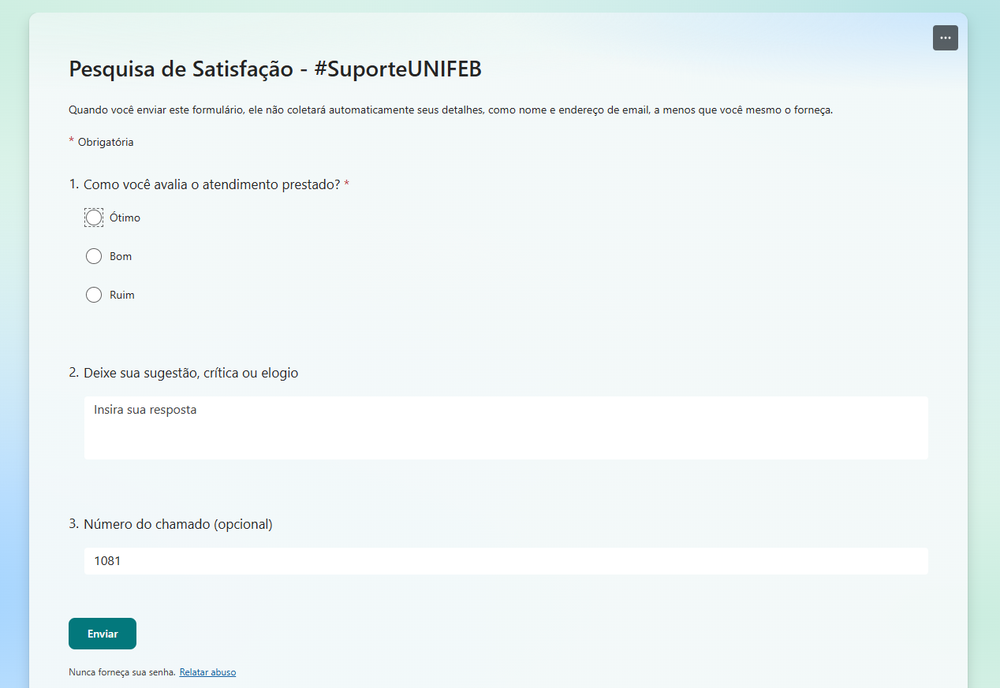 Pesquisa de Satisfação - #SuporteUNIFEB
Quando você enviar este formulário, ele não coletará automaticamente seus detalhes, como nome e endereço de email, a menos que você mesmo o forneça.
* Obrigatória
1. Como você avalia o atendimento prestado? *
Ótimo
Bom
Ruim
2. Deixe sua sugestão, crítica ou elogio
Insira sua resposta
3. Número do chamado (opcional)
1081
Enviar
Nunca forneça sua senha. Relatar abuso